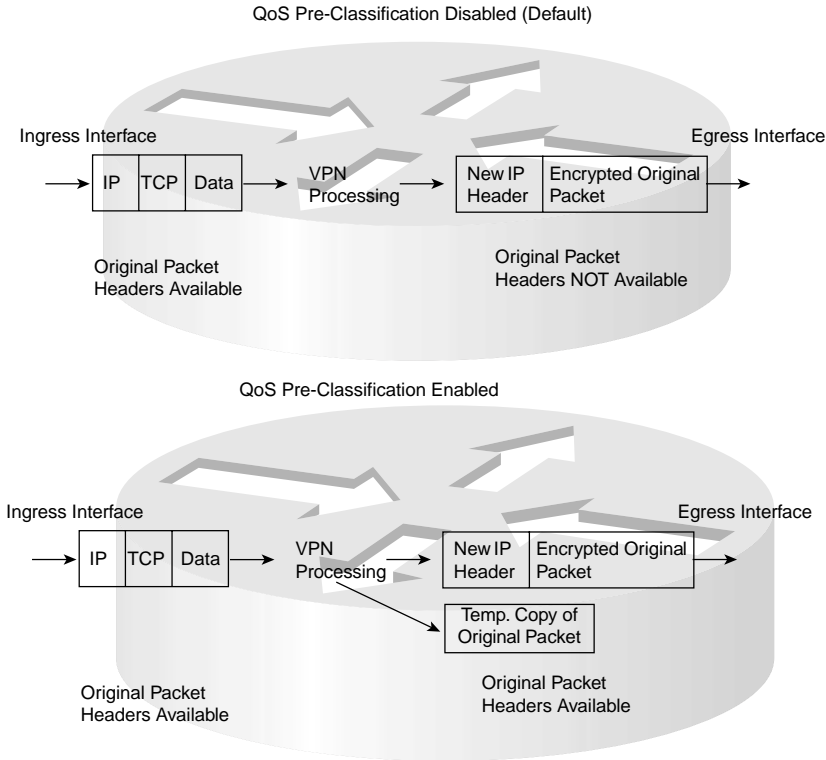 QoS Pre-Classification Disabled (Default)
Ingress Interface
Egress Interface
IP
TCP
Data
VPN
Processing
New IP
Header
Encrypted Original
Packet
Original Packet
Headers Available
Original Packet
Headers NOT Available
QoS Pre-Classification Enabled
Ingress Interface
Egress Interface
IP
TCP
Data
VPN
Processing
New IP
Header
Encrypted Original
Packet
Temp. Copy of
Original Packet
Original Packet
Headers Available
Original Packet
Headers Available